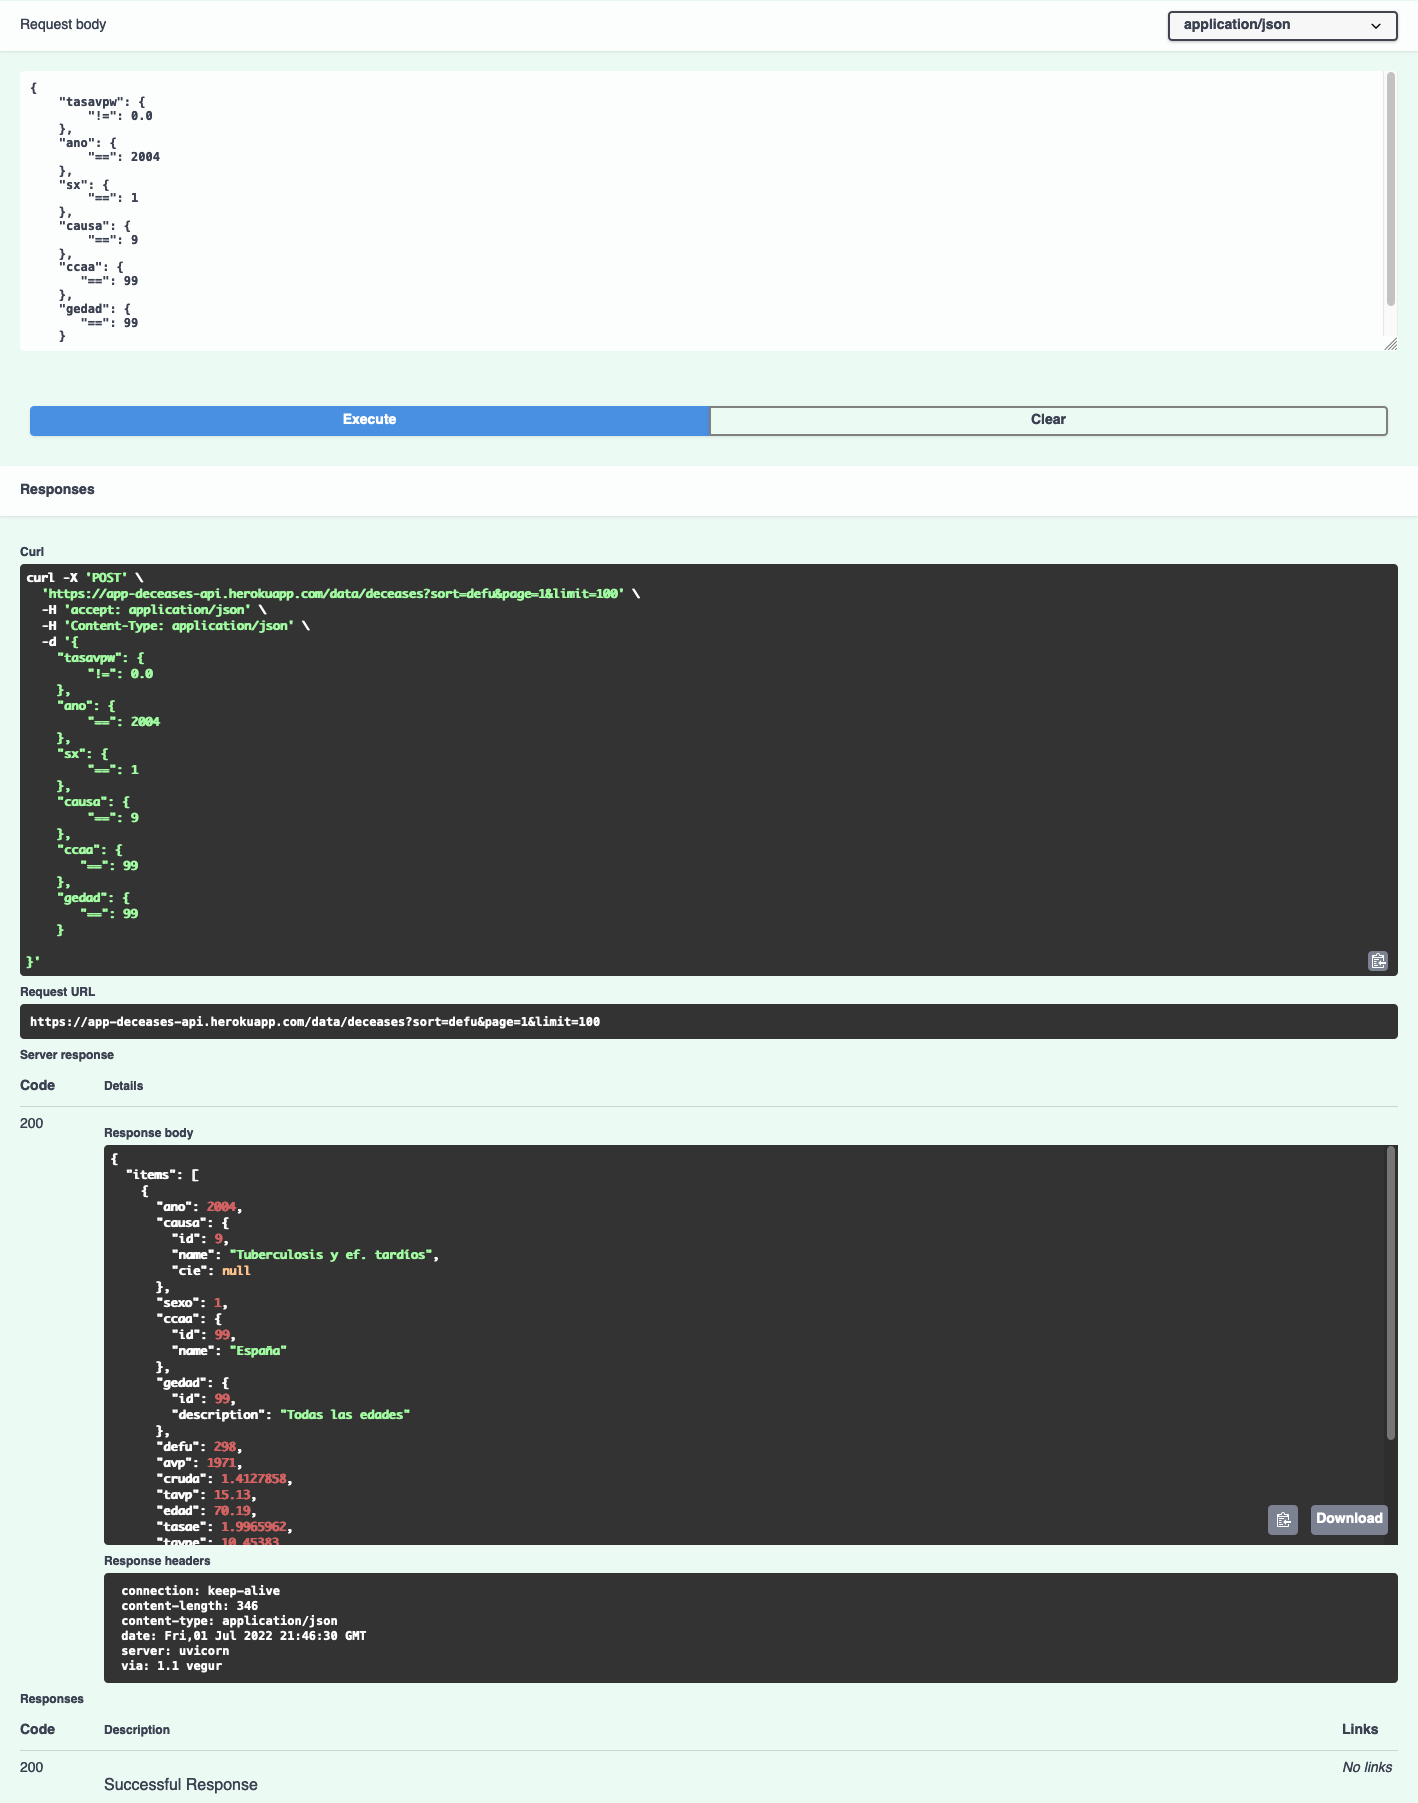 Request body
application/json
{
    "tasavpw": {
        "!=": 0.0
    },
    "ano": {
        "==": 2004
    },
    "sx": {
        "==": 1
    },
    "causa": {
        "==": 9
    },
    "ccaa": {
       "==": 99
    },
    "gedad": {
       "==": 99
    }
Execute
Clear
Responses
Curl
curl -X 'POST' \
  'https://app-deceases-api.herokuapp.com/data/deceases?sort=defu&page=1&limit=100' \
  -H 'accept: application/json' \
  -H 'Content-Type: application/json' \
  -d '{
    "tasavpw": {
        "!=": 0.0
    },
    "ano": {
        "==": 2004
    },
    "sx": {
        "==": 1
    },
    "causa": {
        "==": 9
    },
    "ccaa": {
       "==": 99
    },
    "gedad": {
       "==": 99
    }
}'
Request URL
https://app-deceases-api.herokuapp.com/data/deceases?sort=defu&page=1&limit=100
Server response
Code Details
200
Response body
{
  "items": [
    {
      "ano": 2004,
      "causa": {
        "id": 9,
        "name": "Tuberculosis y ef. tardíos",
        "cie": null
      },
      "sexo": 1,
      "ccaa": {
        "id": 99,
        "name": "España"
      },
      "gedad": {
        "id": 99,
        "description": "Todas las edades"
      },
      "defu": 298,
      "avp": 1971,
      "cruda": 1.4127858,
      "tavp": 15.13,
      "edad": 70.19,
      "tasae": 1.9965962,
      "tavpe": 10.45383
Download
Response headers
connection: keep-alive
content-length: 346
content-type: application/json
date: Fri,01 Jul 2022 21:46:30 GMT
server: uvicorn
via: 1.1 vegur
Responses
Code Description Links
200 No links
Successful Response